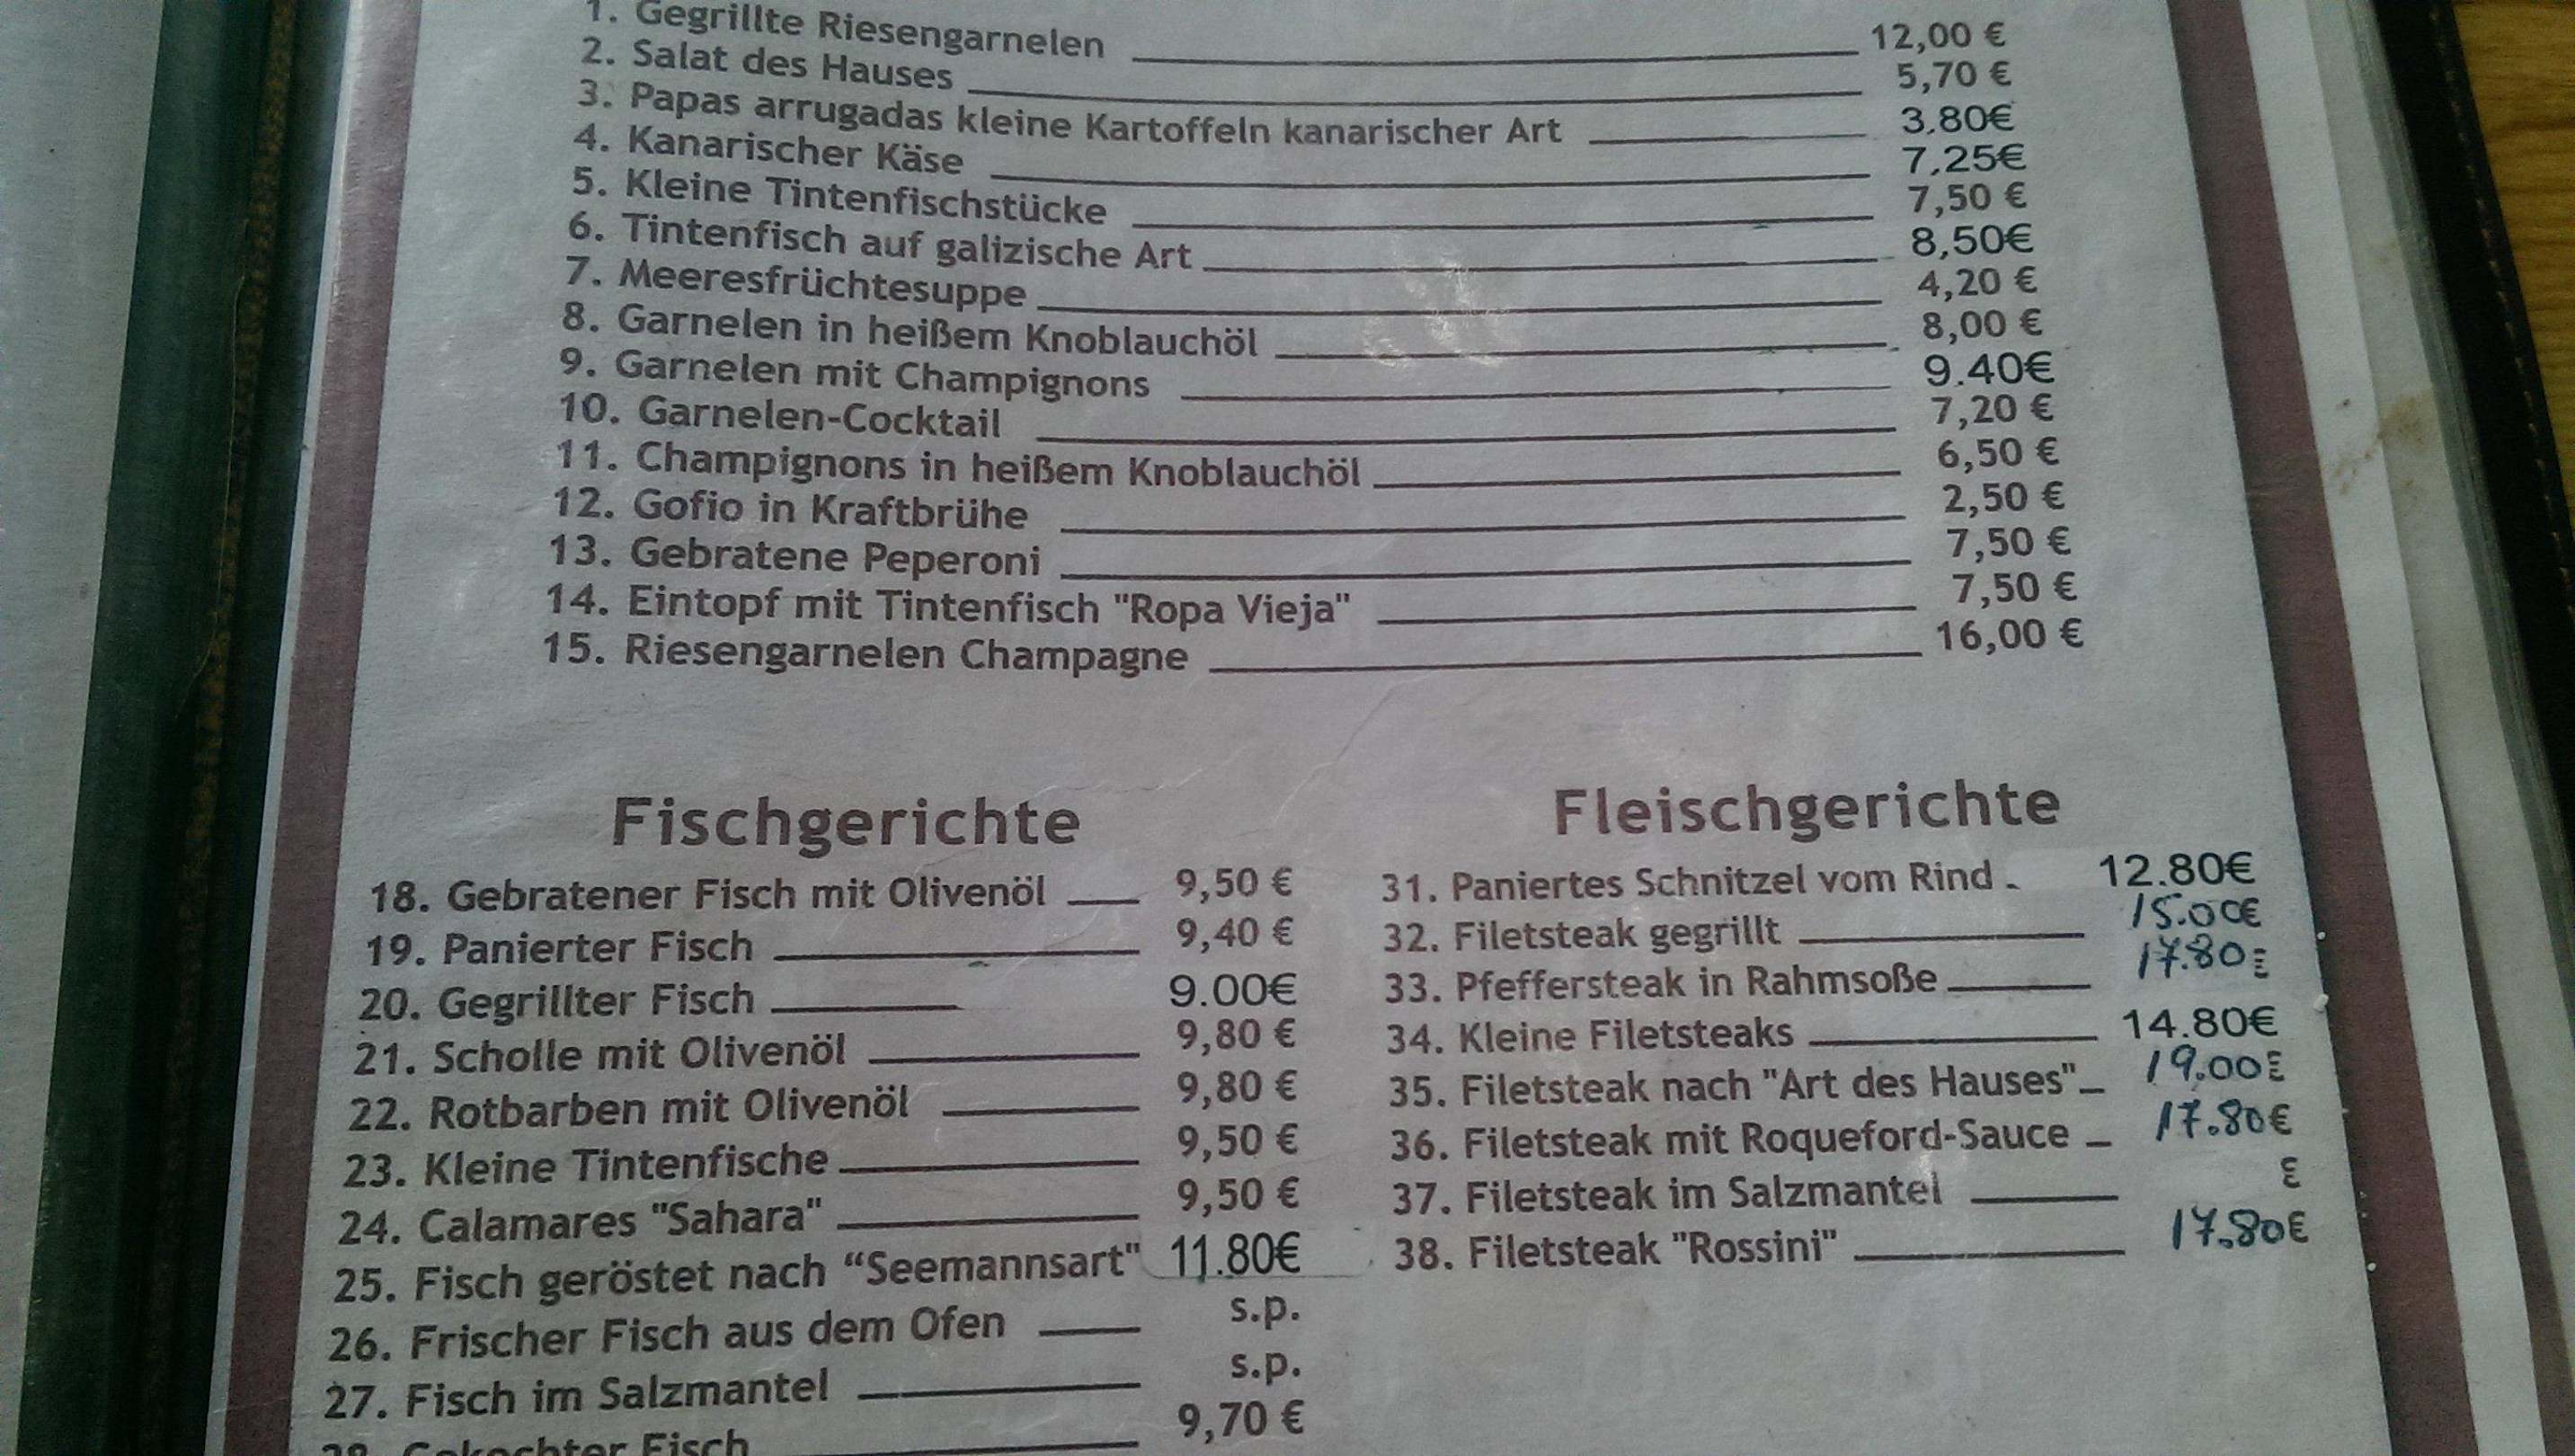 1. Gegrillte Riesengarnelen 12,00 €
2. Salat des Hauses 5,70 €
3. Papas arrugadas kleine Kartoffeln kanarischer Art 3.80€
4. Kanarischer Käse 7,25€
5. Kleine Tintenfischstücke 7,50 €
6. Tintenfisch auf galizische Art 8,50€
7. Meeresfrüchtesuppe 4,20 €
8. Garnelen in heißem Knoblauchöl 8,00 €
9. Garnelen mit Champignons 9.40€
10. Garnelen-Cocktail 7,20 €
11. Champignons in heißem Knoblauchöl 6,50 €
12. Gofio in Kraftbrühe 2,50 €
13. Gebratene Peperoni 7,50 €
14. Eintopf mit Tintenfisch "Ropa Vieja" 7,50 €
15. Riesengarnelen Champagne 16,00 €
Fischgerichte
18. Gebratener Fisch mit Olivenöl 9,50 €
19. Panierter Fisch 9,40 €
20. Gegrillter Fisch 9.00€
21. Scholle mit Olivenöl 9,80 €
22. Rotbarben mit Olivenöl 9,80 €
23. Kleine Tintenfische 9,50 €
24. Calamares "Sahara" 9,50 €
25. Fisch geröstet nach “Seemannsart" 11.80€
26. Frischer Fisch aus dem Ofen s.p.
27. Fisch im Salzmantel s.p.
28. Gekochter Fisch 9,70 €
Fleischgerichte
31. Paniertes Schnitzel vom Rind 12.80€
32. Filetsteak gegrillt 15.00€
33. Pfeffersteak in Rahmsoße 17.80€
34. Kleine Filetsteaks 14.80€
35. Filetsteak nach "Art des Hauses" 19.00€
36. Filetsteak mit Roqueford-Sauce 17.80€
37. Filetsteak im Salzmantel €
38. Filetsteak "Rossini" 17.80€